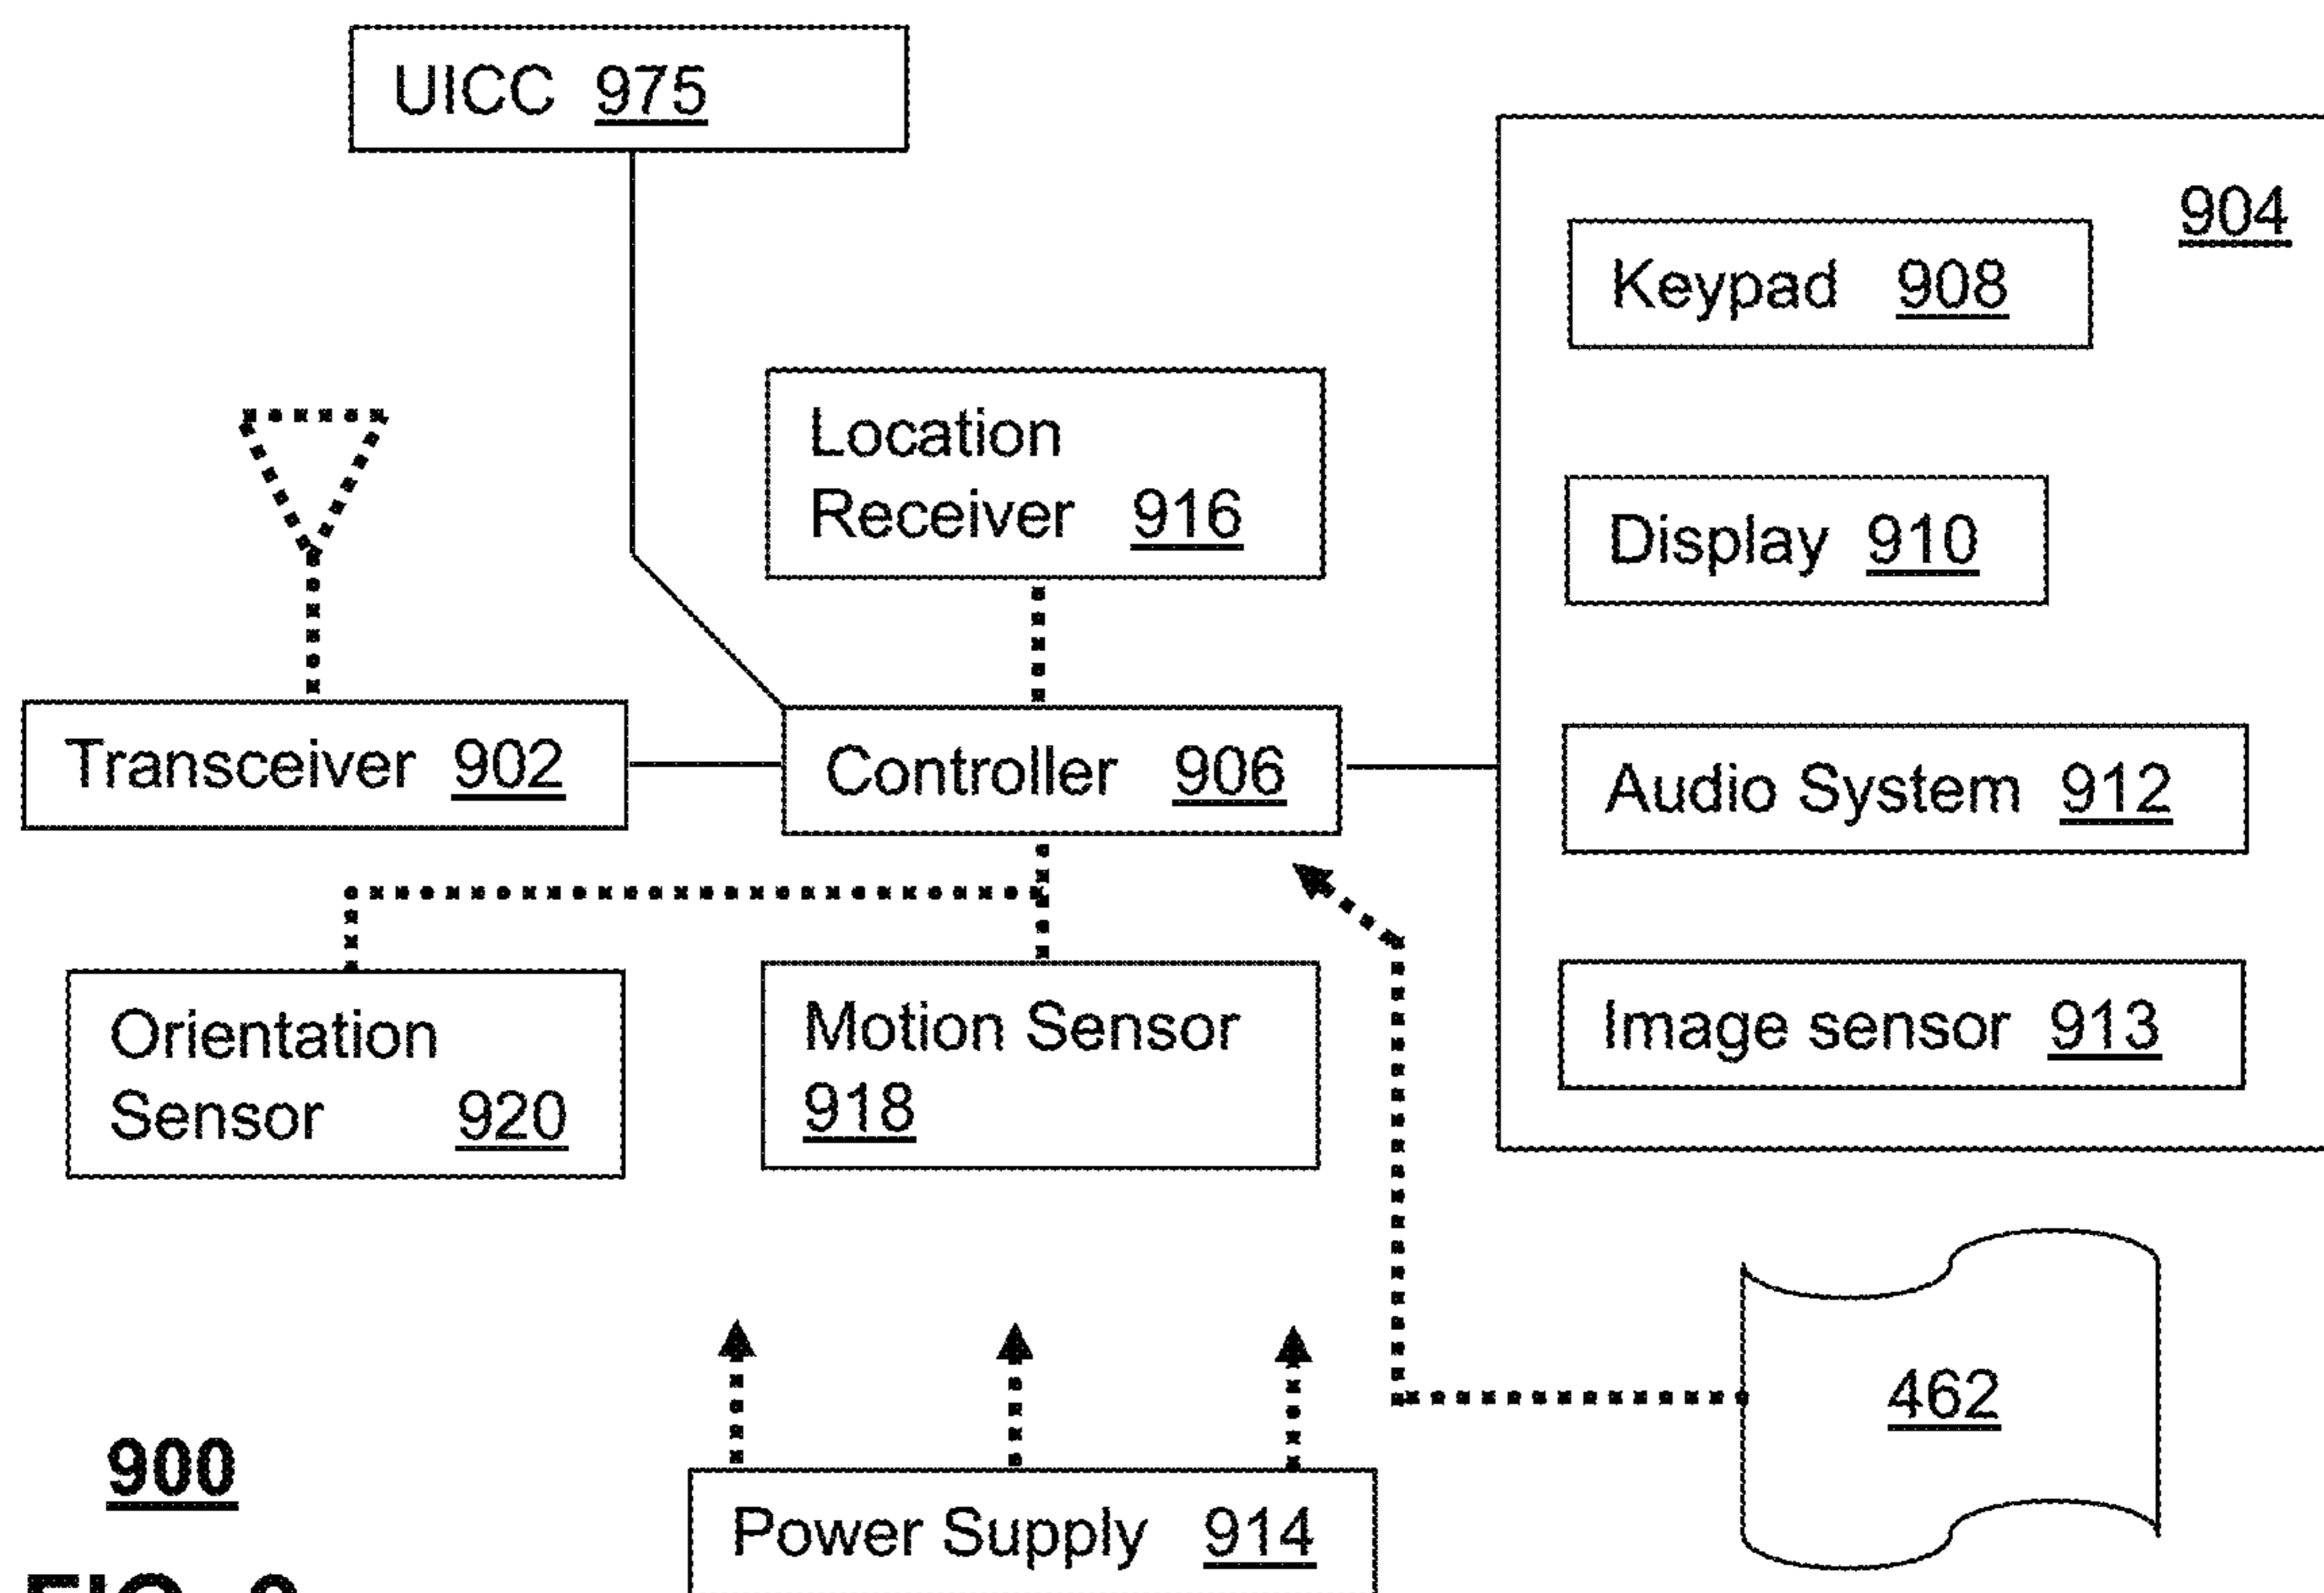 UICC 975
904
Keypad 908
Location
Receiver 916
Display 910
Transceiver 902
Controller 906
Audio System 912
Orientation
Sensor 920
Motion Sensor
918
Image sensor 913
462
900
Power Supply 914